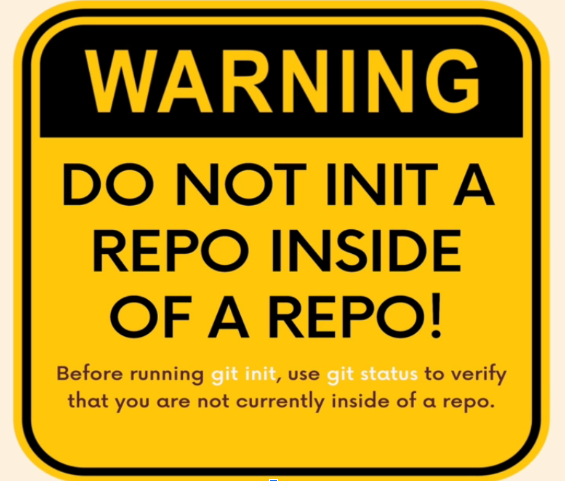 WARNING
DO NOT INIT A
REPO INSIDE
OF A REPO!
Before running git init, use git status to verify
that you are not currently inside of a repo.